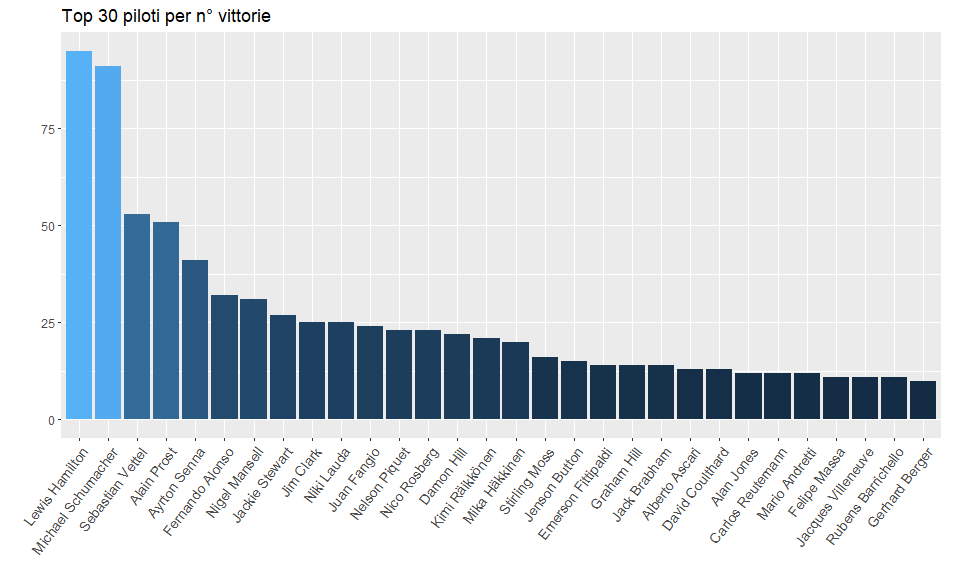 Top 30 piloti per n° vittorie
75
50
25
0
Lewis Hamilton
Michael Schumacher
Sebastian Vettel
Alain Prost
Ayrton Senna
Fernando Alonso
Nigel Mansell
Jackie Stewart
Jim Clark
Niki Lauda
Juan Fangio
Nelson Piquet
Nico Rosberg
Damon Hill
Kimi Räikkönen
Mika Häkkinen
Stirling Moss
Jenson Button
Emerson Fittipaldi
Graham Hill
Jack Brabham
Alberto Ascari
David Coulthard
Alan Jones
Carlos Reutemann
Mario Andretti
Felipe Massa
Jacques Villeneuve
Rubens Barrichello
Gerhard Berger